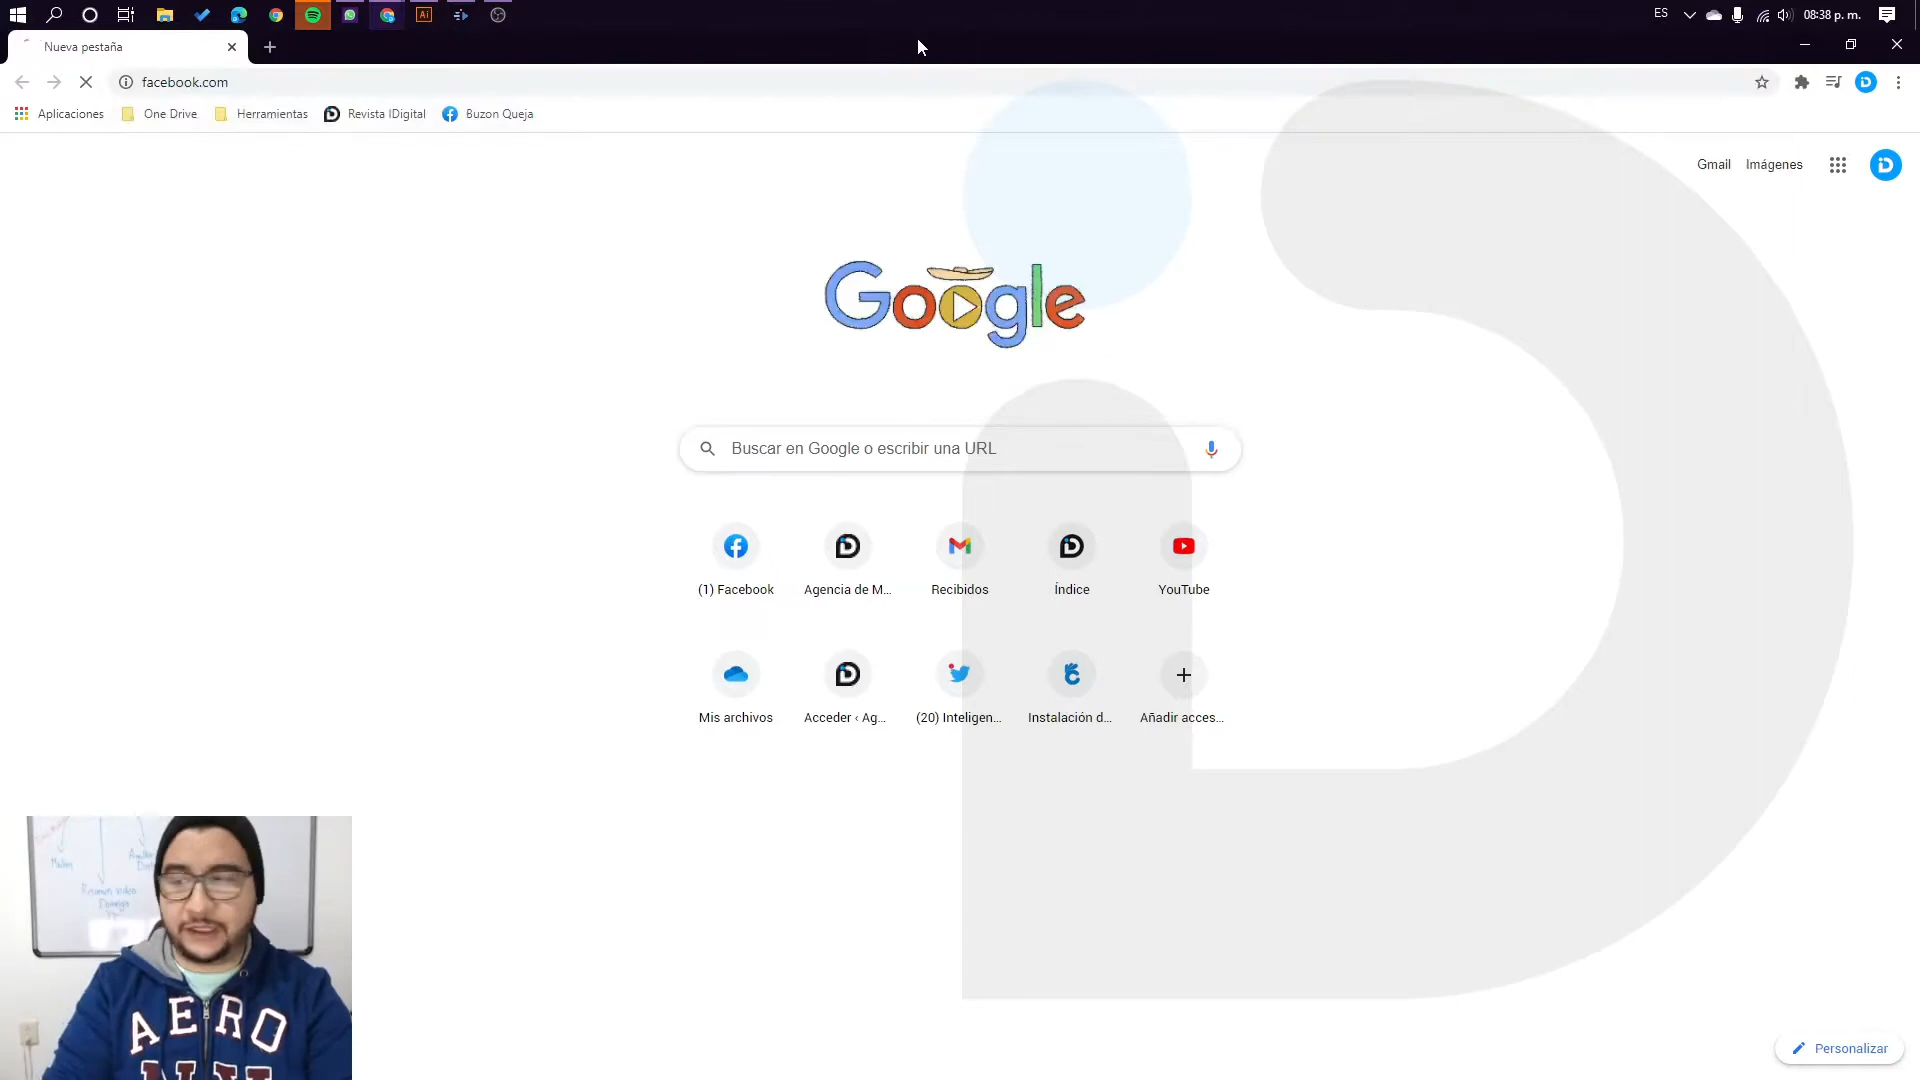 ES
08:38 p. m.
Nueva pestaña
facebook.com
Aplicaciones
One Drive
Herramientas
Revista IDigital
Buzon Queja
Gmail
Imágenes
Google
Buscar en Google o escribir una URL
(1) Facebook
Agencia de M...
Recibidos
Índice
YouTube
Mis archivos
Acceder ‹ Ag...
(20) Inteligen...
Instalación d...
Añadir acces...
AERO
Personalizar